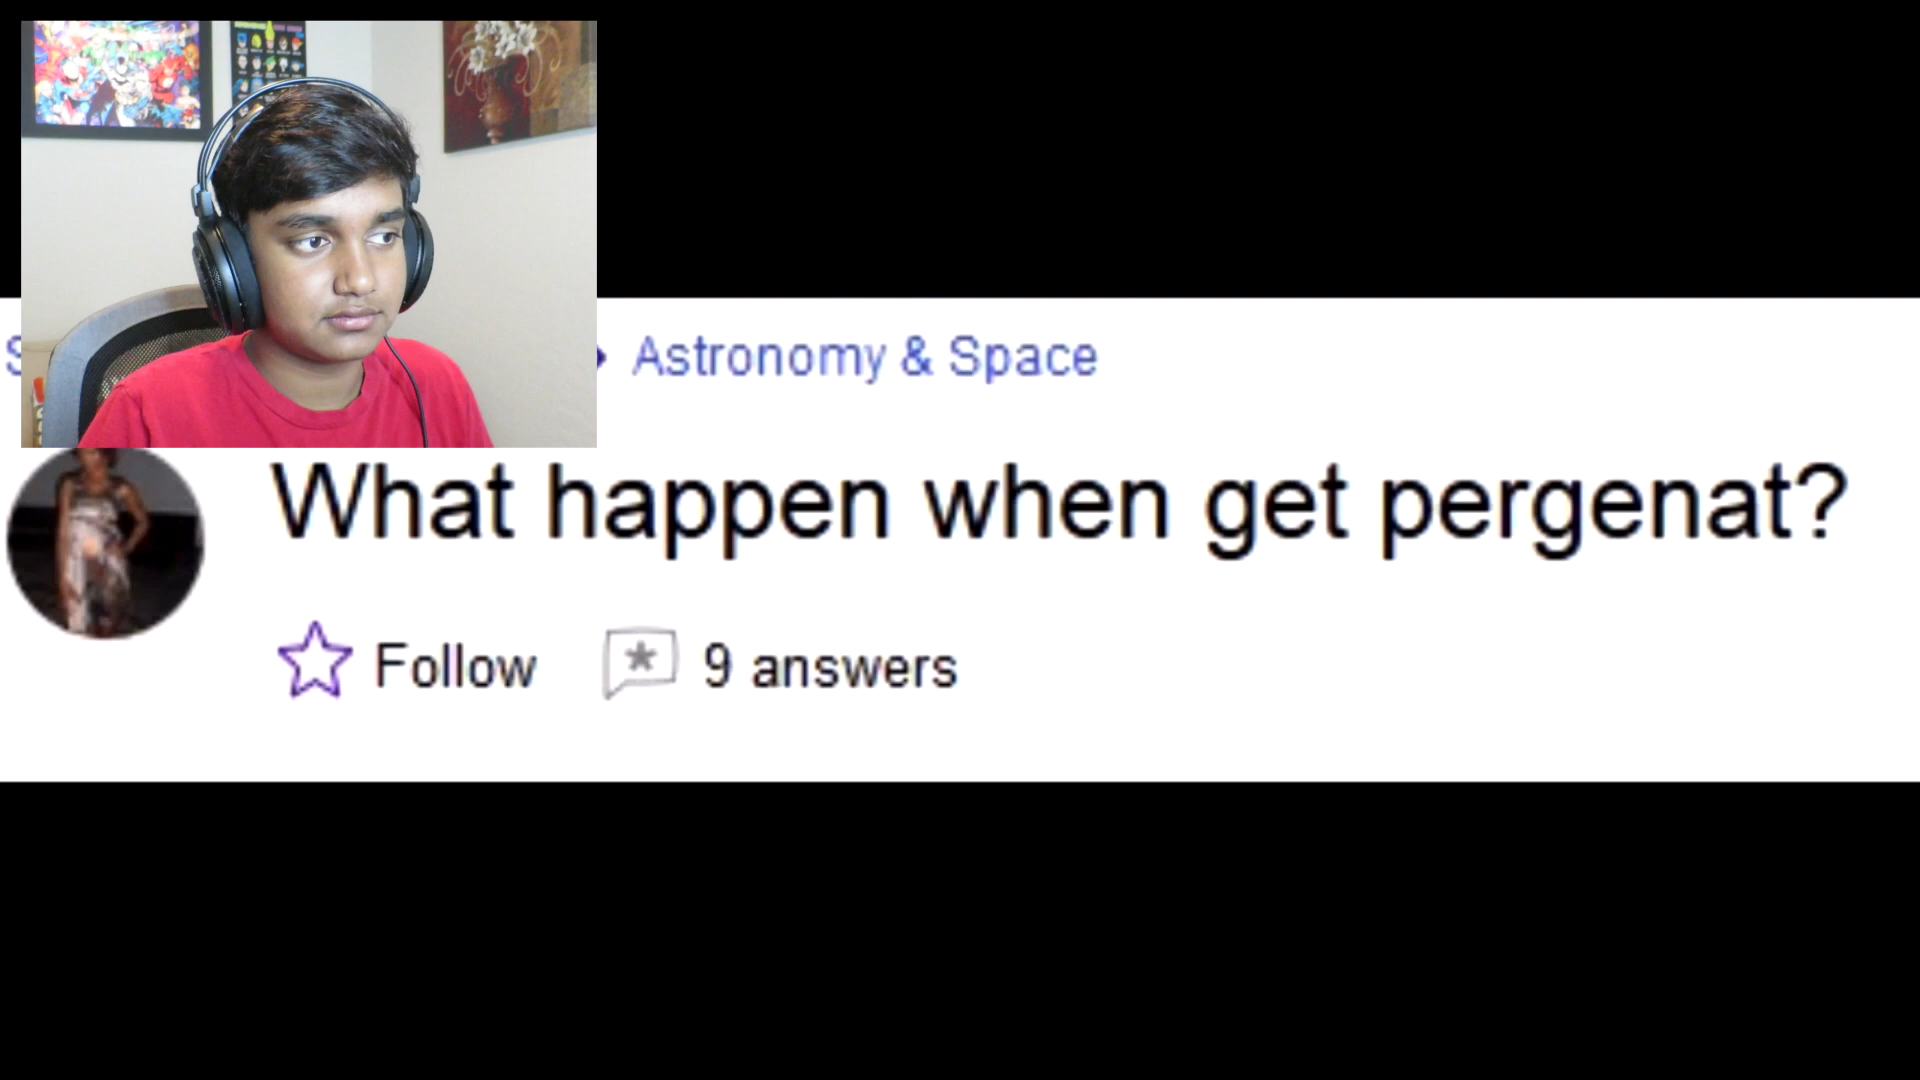 Astronomy & Space
What happen when get pergenat?
Follow 9 answers